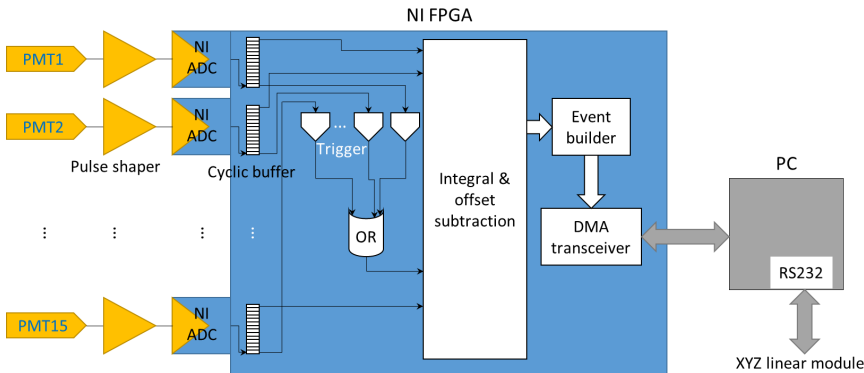 NI FPGA
PMT1
NI
ADC
PMT2
NI
ADC
Pulse shaper
Cyclic buffer
...
Trigger
Integral &
offset
subtraction
Event
builder
PC
OR
DMA
transceiver
RS232
PMT15
NI
ADC
XYZ linear module